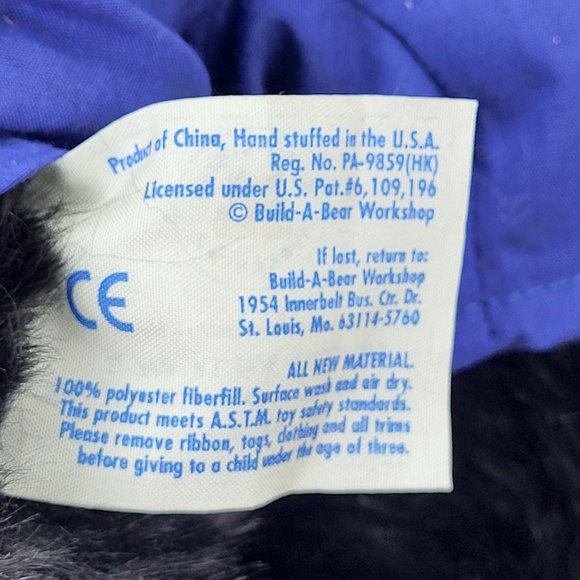 Product of China, Hand stuffed in the U.S.A.
Reg. No. PA-9859(HK)
Licensed under U.S. Pat.#6,109,196
© Build-A-Bear Workshop
If lost, return to:
Build-A-Bear Workshop
1954 Innerbelt Bus. Ctr. Dr.
St. Louis, Mo. 63114-5760
CE
ALL NEW MATERIAL.
100% polyester fiberfill. Surface wash and air dry.
This product meets A.S.T.M. toy safety standards.
Please remove ribbon, tags, clothing and all trims
before giving to a child under the age of three.